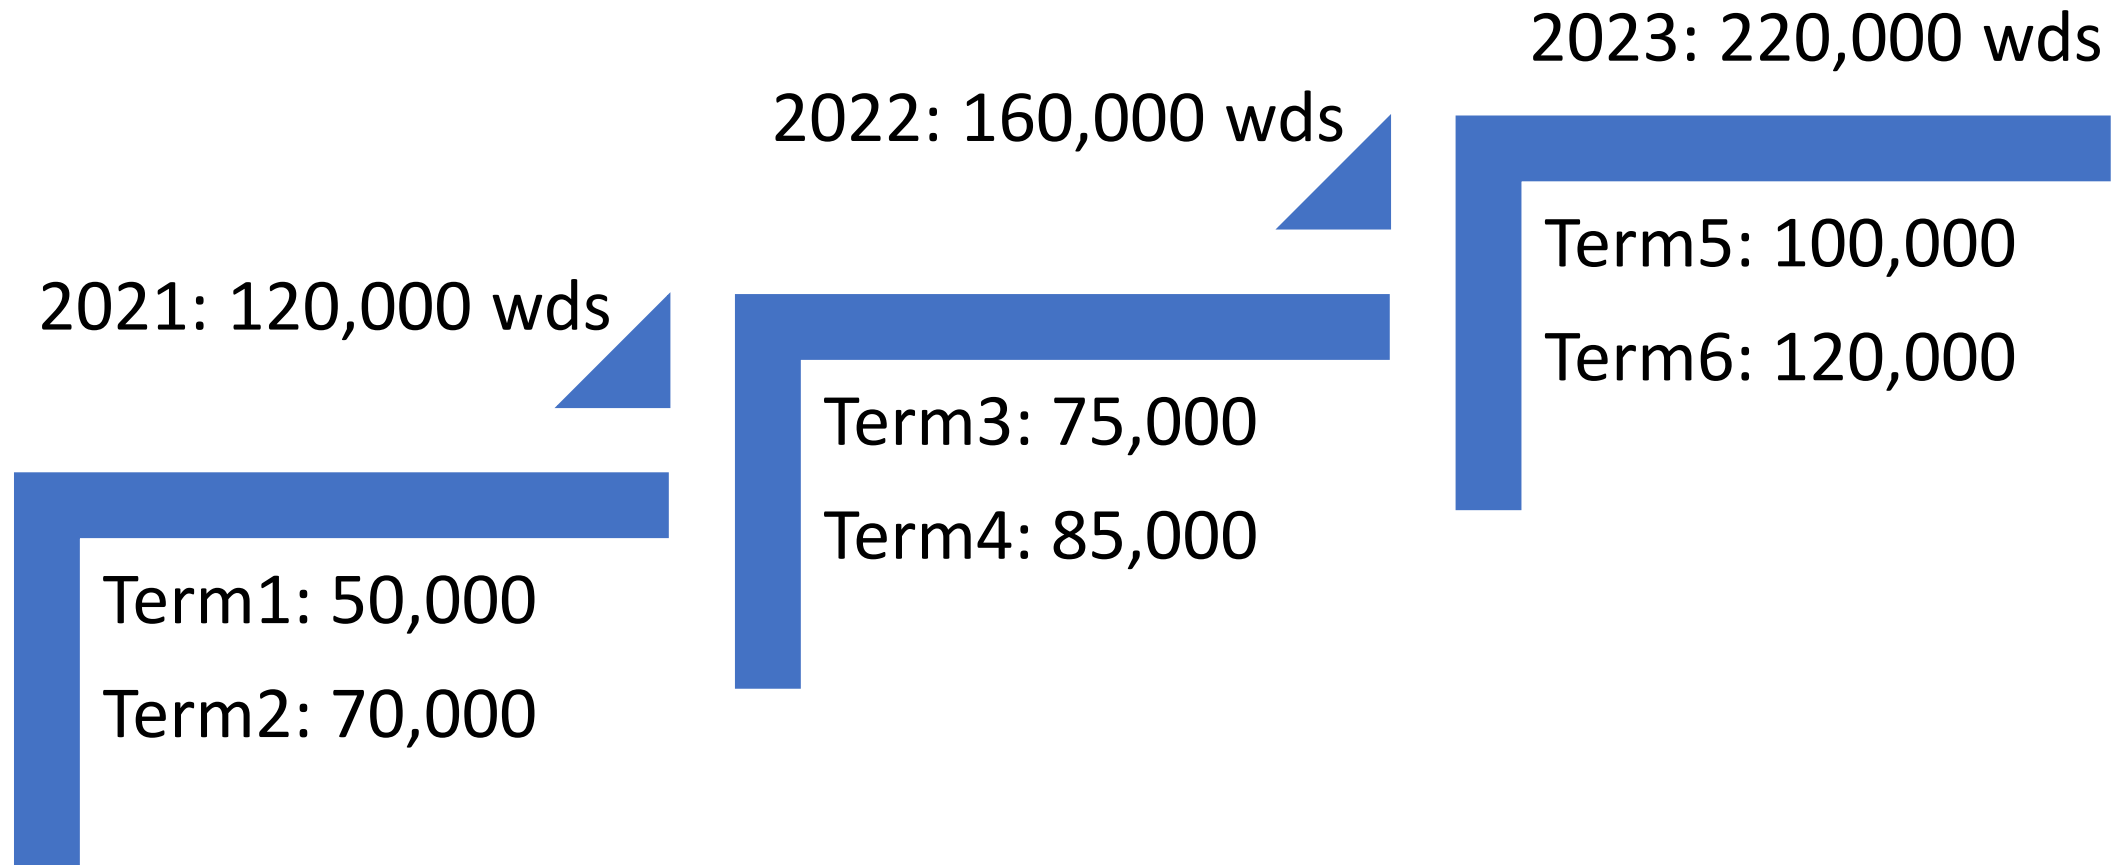 2021: 120,000 wds
Term1: 50,000
Term2: 70,000
2022: 160,000 wds
Term3: 75,000
Term4: 85,000
2023: 220,000 wds
Term5: 100,000
Term6: 120,000